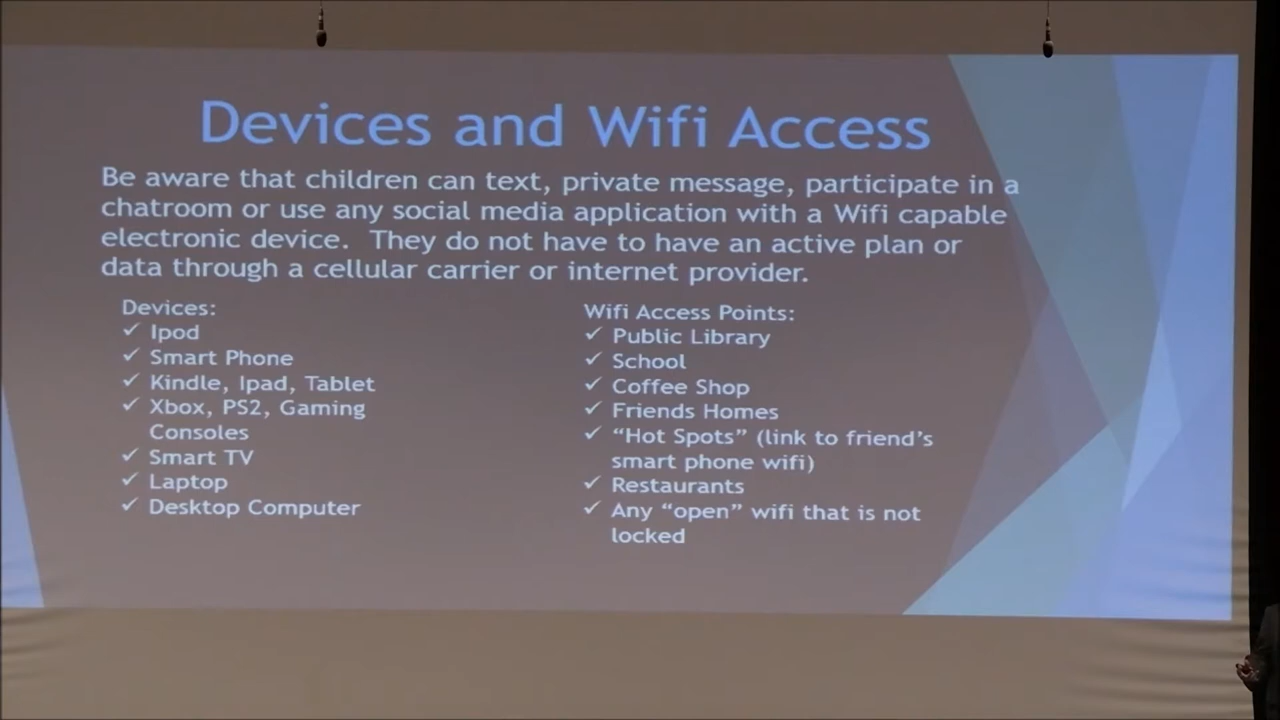 Devices and Wifi Access
Be aware that children can text, private message, participate in a
chatroom or use any social media application with a Wifi capable
electronic device. They do not have to have an active plan or
data through a cellular carrier or internet provider.
Devices:
✓ Ipod
✓ Smart Phone
✓ Kindle, Ipad, Tablet
✓ Xbox, PS2, Gaming
Consoles
✓ Smart TV
✓ Laptop
✓ Desktop Computer
Wifi Access Points:
✓ Public Library
✓ School
✓ Coffee Shop
✓ Friends Homes
✓ “Hot Spots” (link to friend’s
smart phone wifi)
✓ Restaurants
✓ Any “open” wifi that is not
locked